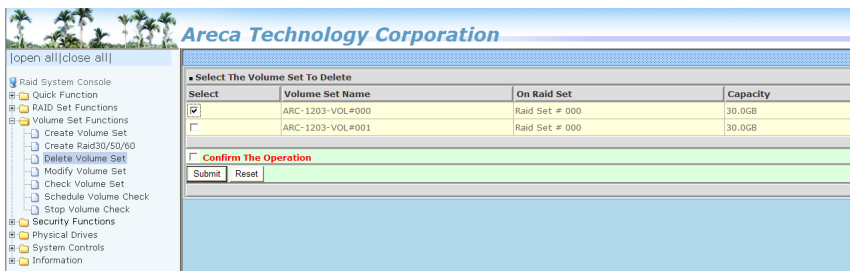 Areca Technology Corporation
|open all|close all|
Raid System Console
Quick Function
RAID Set Functions
Volume Set Functions
Create Volume Set
Create Raid30/50/60
Delete Volume Set
Modify Volume Set
Check Volume Set
Schedule Volume Check
Stop Volume Check
Security Functions
Physical Drives
System Controls
Information
Select The Volume Set To Delete
Select Volume Set Name On Raid Set Capacity
ARC-1203-VOL#000 Raid Set # 000 30.0GB
ARC-1203-VOL#001 Raid Set # 000 30.0GB
Confirm The Operation
Submit Reset